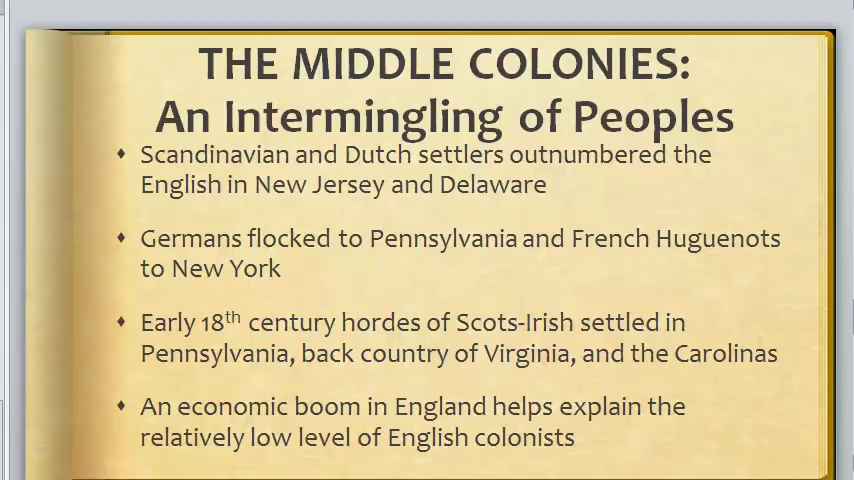 THE MIDDLE COLONIES:
An Intermingling of Peoples
♦ Scandinavian and Dutch settlers outnumbered the
English in New Jersey and Delaware
♦ Germans flocked to Pennsylvania and French Huguenots
to New York
♦ Early 18th century hordes of Scots-Irish settled in
Pennsylvania, back country of Virginia, and the Carolinas
♦ An economic boom in England helps explain the
relatively low level of English colonists